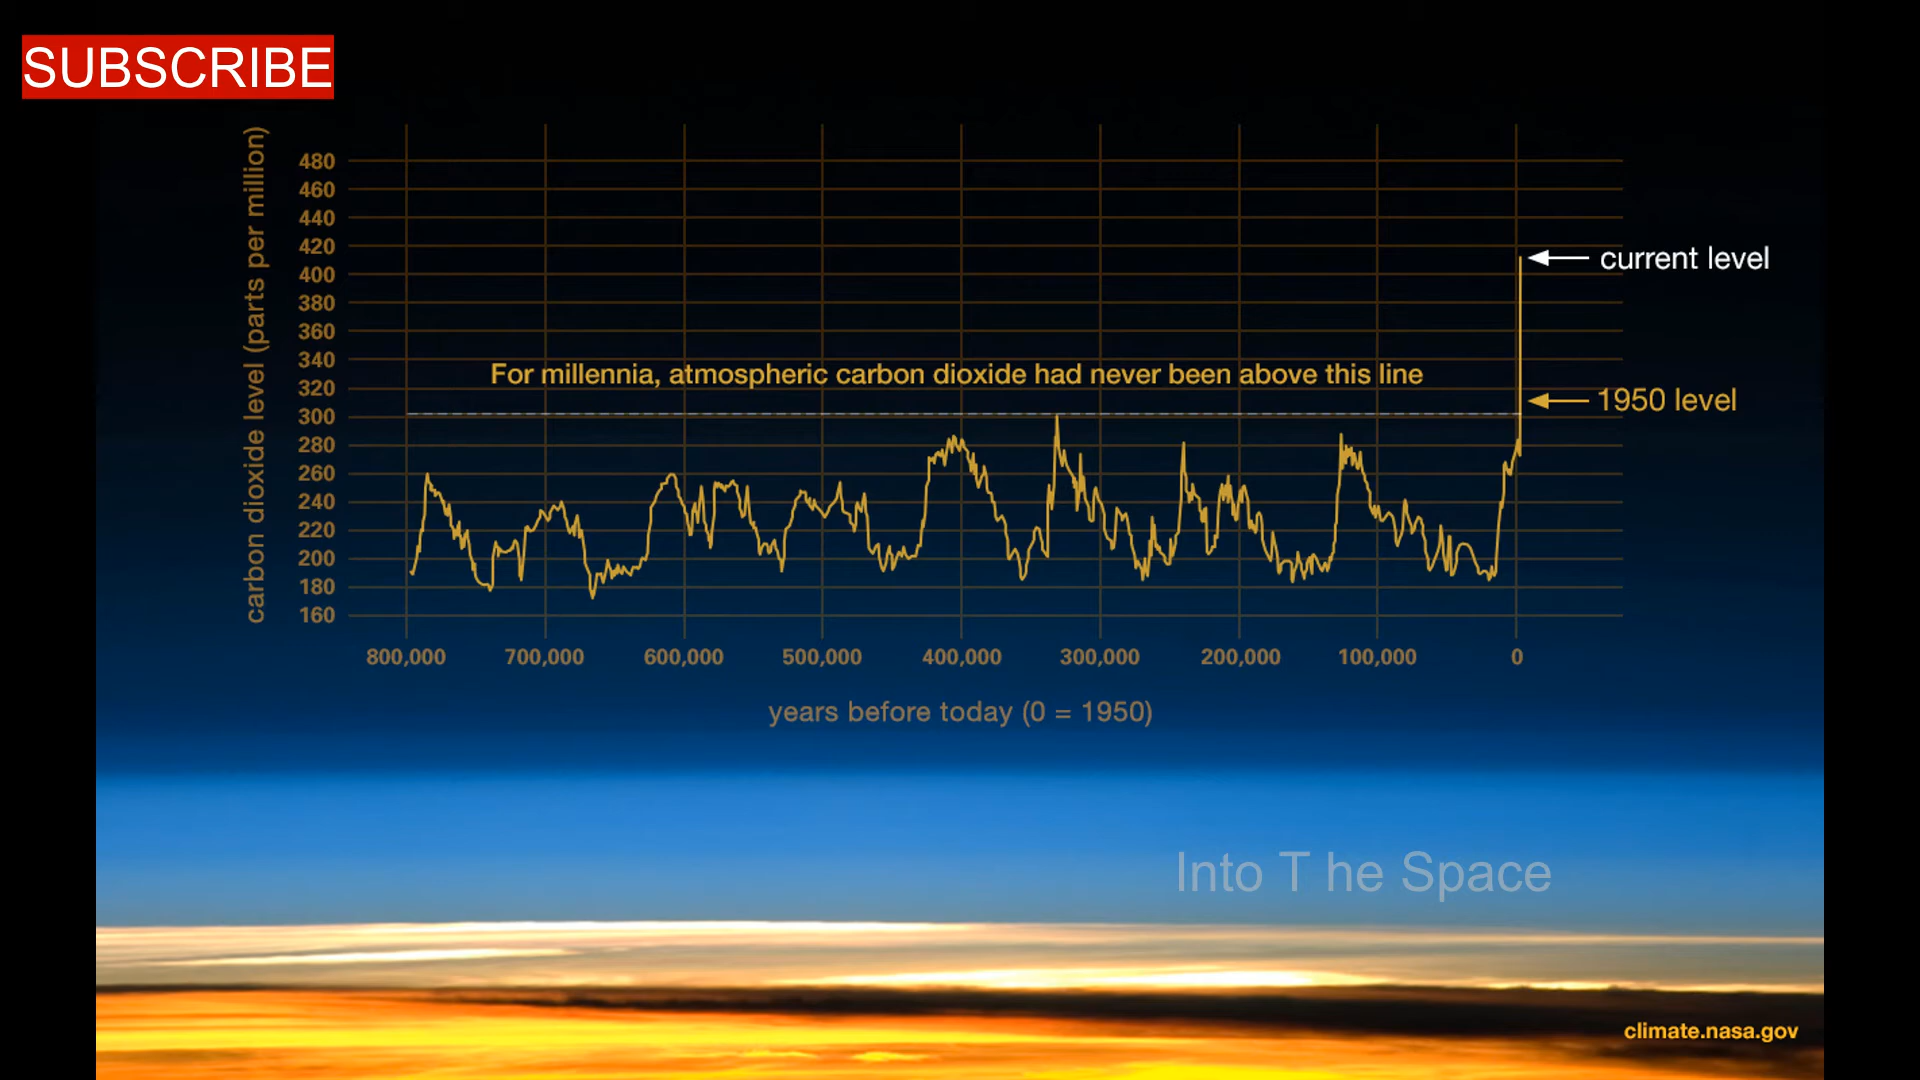 SUBSCRIBE
carbon dioxide level (parts per million)
480
460
440
420
400
380
360
340
320
300
280
260
240
220
200
180
160
current level
For millennia, atmospheric carbon dioxide had never been above this line
1950 level
800,000 700,000 600,000 500,000 400,000 300,000 200,000 100,000 0
years before today (0 = 1950)
Into T he Space
climate.nasa.gov